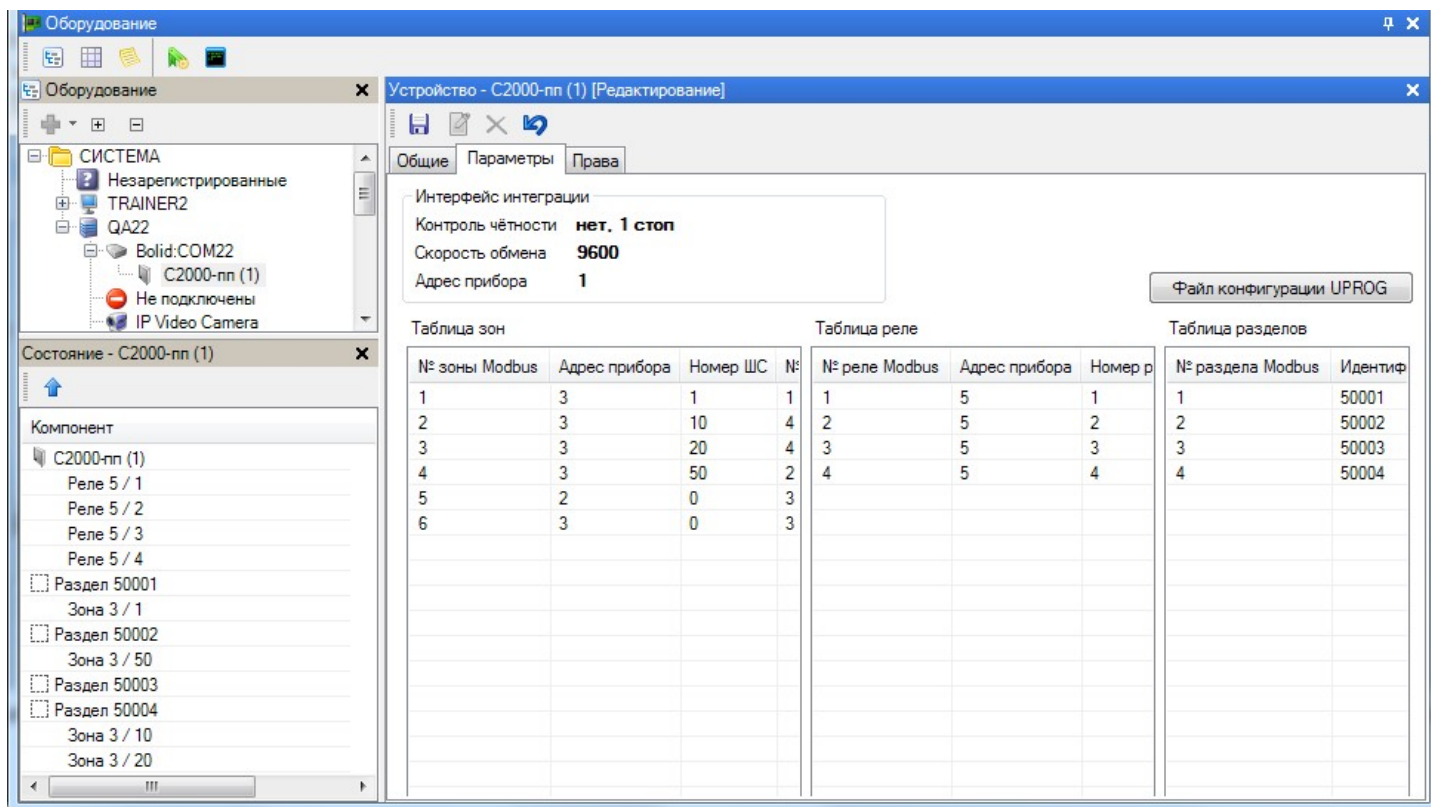 Оборудование
Оборудование
СИСТЕМА
Незарегистрированные
TRAINER2
QA22
Bolid:COM22
С2000-пп (1)
Не подключены
IP Video Camera
Состояние - С2000-пп (1)
Компонент
С2000-пп (1)
Реле 5 / 1
Реле 5 / 2
Реле 5 / 3
Реле 5 / 4
Раздел 50001
Зона 3 / 1
Раздел 50002
Зона 3 / 50
Раздел 50003
Раздел 50004
Зона 3 / 10
Зона 3 / 20
Устройство - С2000-пп (1) [Редактирование]
Общие Параметры Права
Интерфейс интеграции
Контроль чётности нет, 1 стоп
Скорость обмена 9600
Адрес прибора 1
Файл конфигурации UPROG
Таблица зон
№ зоны Modbus Адрес прибора Номер ШС №
1 3 1 1
2 3 10 4
3 3 20 4
4 3 50 2
5 2 0 3
6 3 0 3
Таблица реле
№ реле Modbus Адрес прибора Номер р
1 5 1
2 5 2
3 5 3
4 5 4
Таблица разделов
№ раздела Modbus Идентиф
1 50001
2 50002
3 50003
4 50004